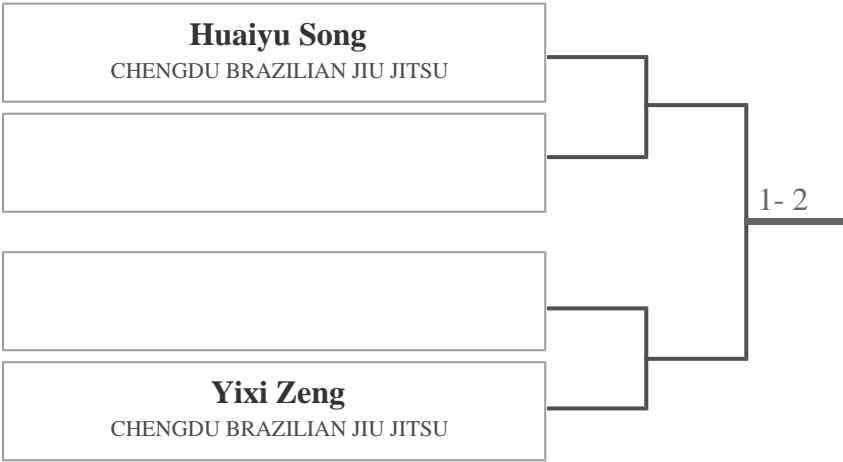 Huaiyu Song
CHENGDU BRAZILIAN JIU JITSU
1- 2
Yixi Zeng
CHENGDU BRAZILIAN JIU JITSU